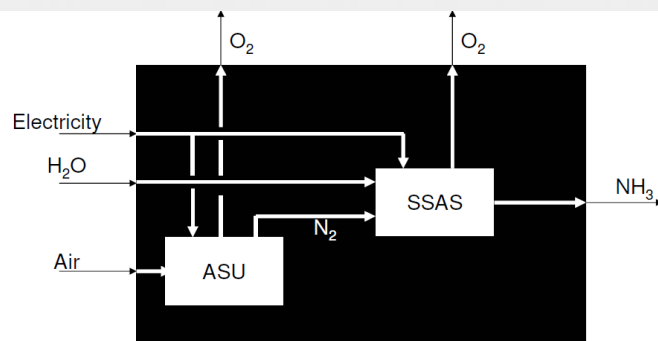 O₂
O₂
Electricity
H₂O
SSAS
NH₃
N₂
Air
ASU